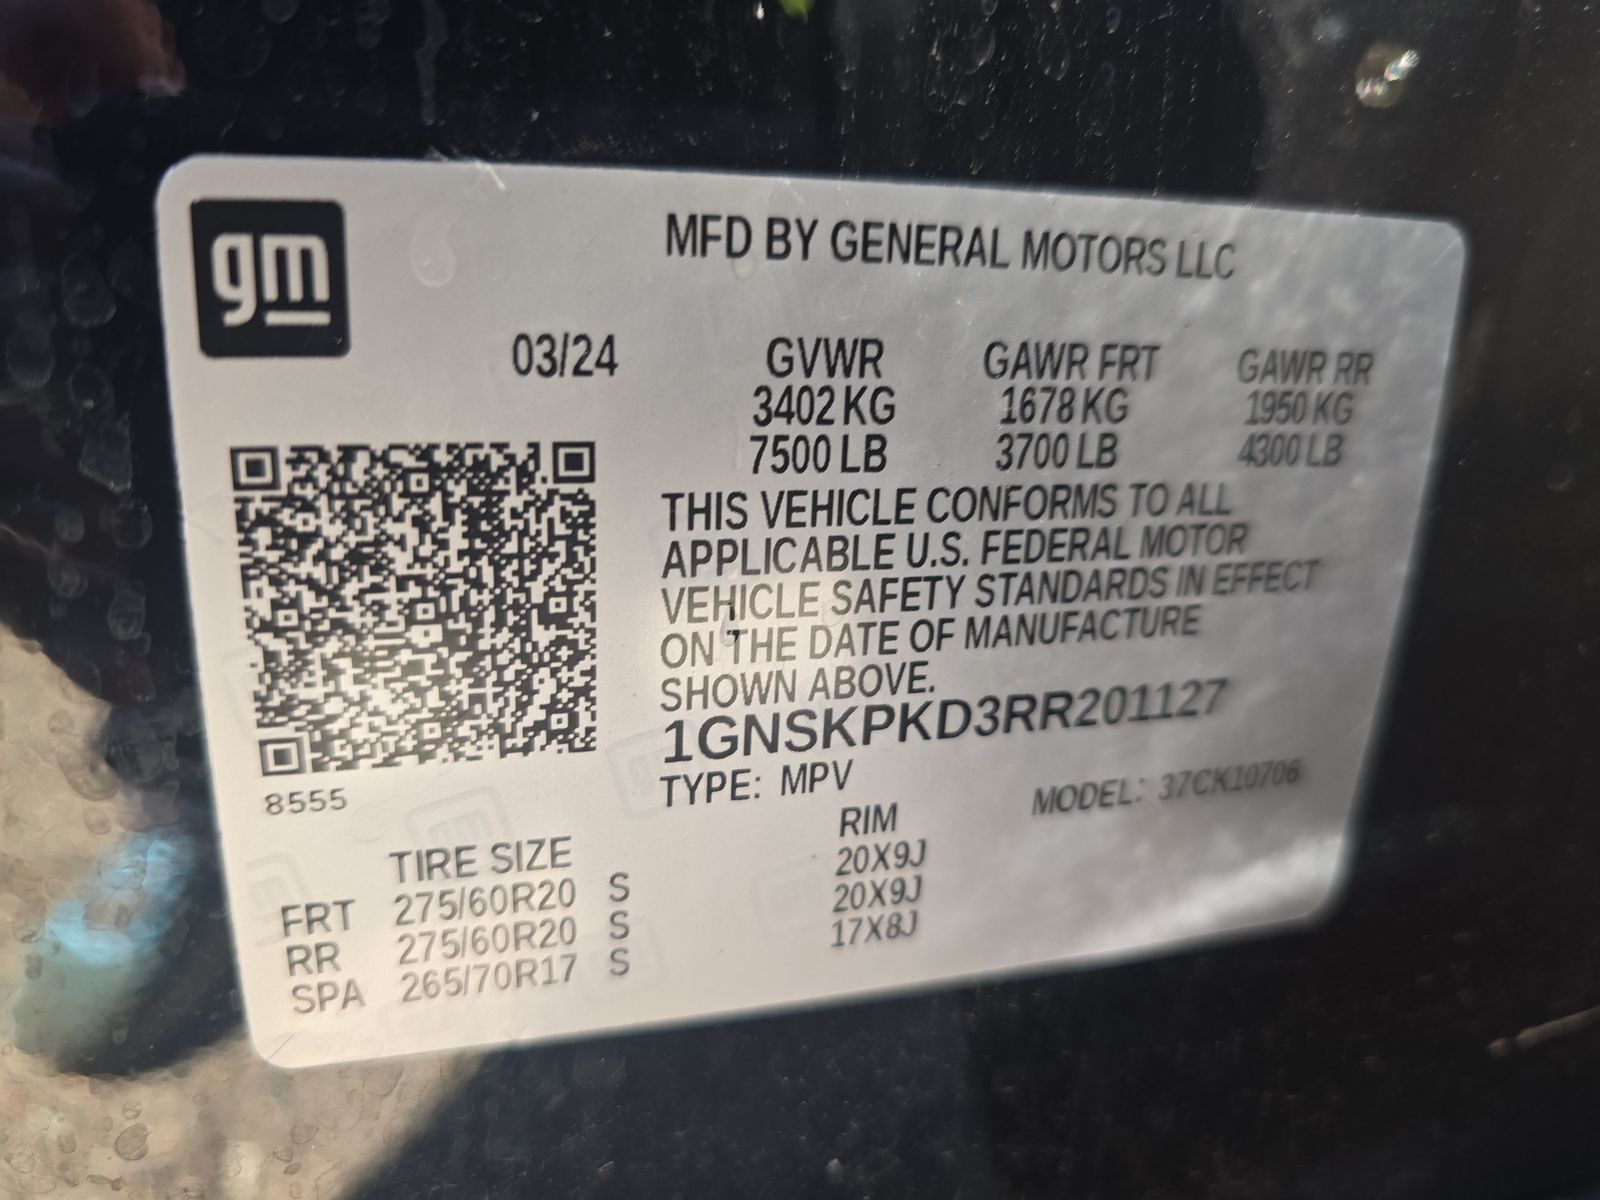 gm
MFD BY GENERAL MOTORS LLC
03/24 GVWR GAWR FRT GAWR RR
3402 KG 1678 KG 1950 KG
7500 LB 3700 LB 4300 LB
THIS VEHICLE CONFORMS TO ALL
APPLICABLE U.S. FEDERAL MOTOR
VEHICLE SAFETY STANDARDS IN EFFECT
ON THE DATE OF MANUFACTURE
SHOWN ABOVE.
1GNSKPKD3RR201127
8555 TYPE: MPV MODEL: 37CK10706
TIRE SIZE RIM
FRT 275/60R20 S 20X9J
RR 275/60R20 S 20X9J
SPA 265/70R17 S 17X8J